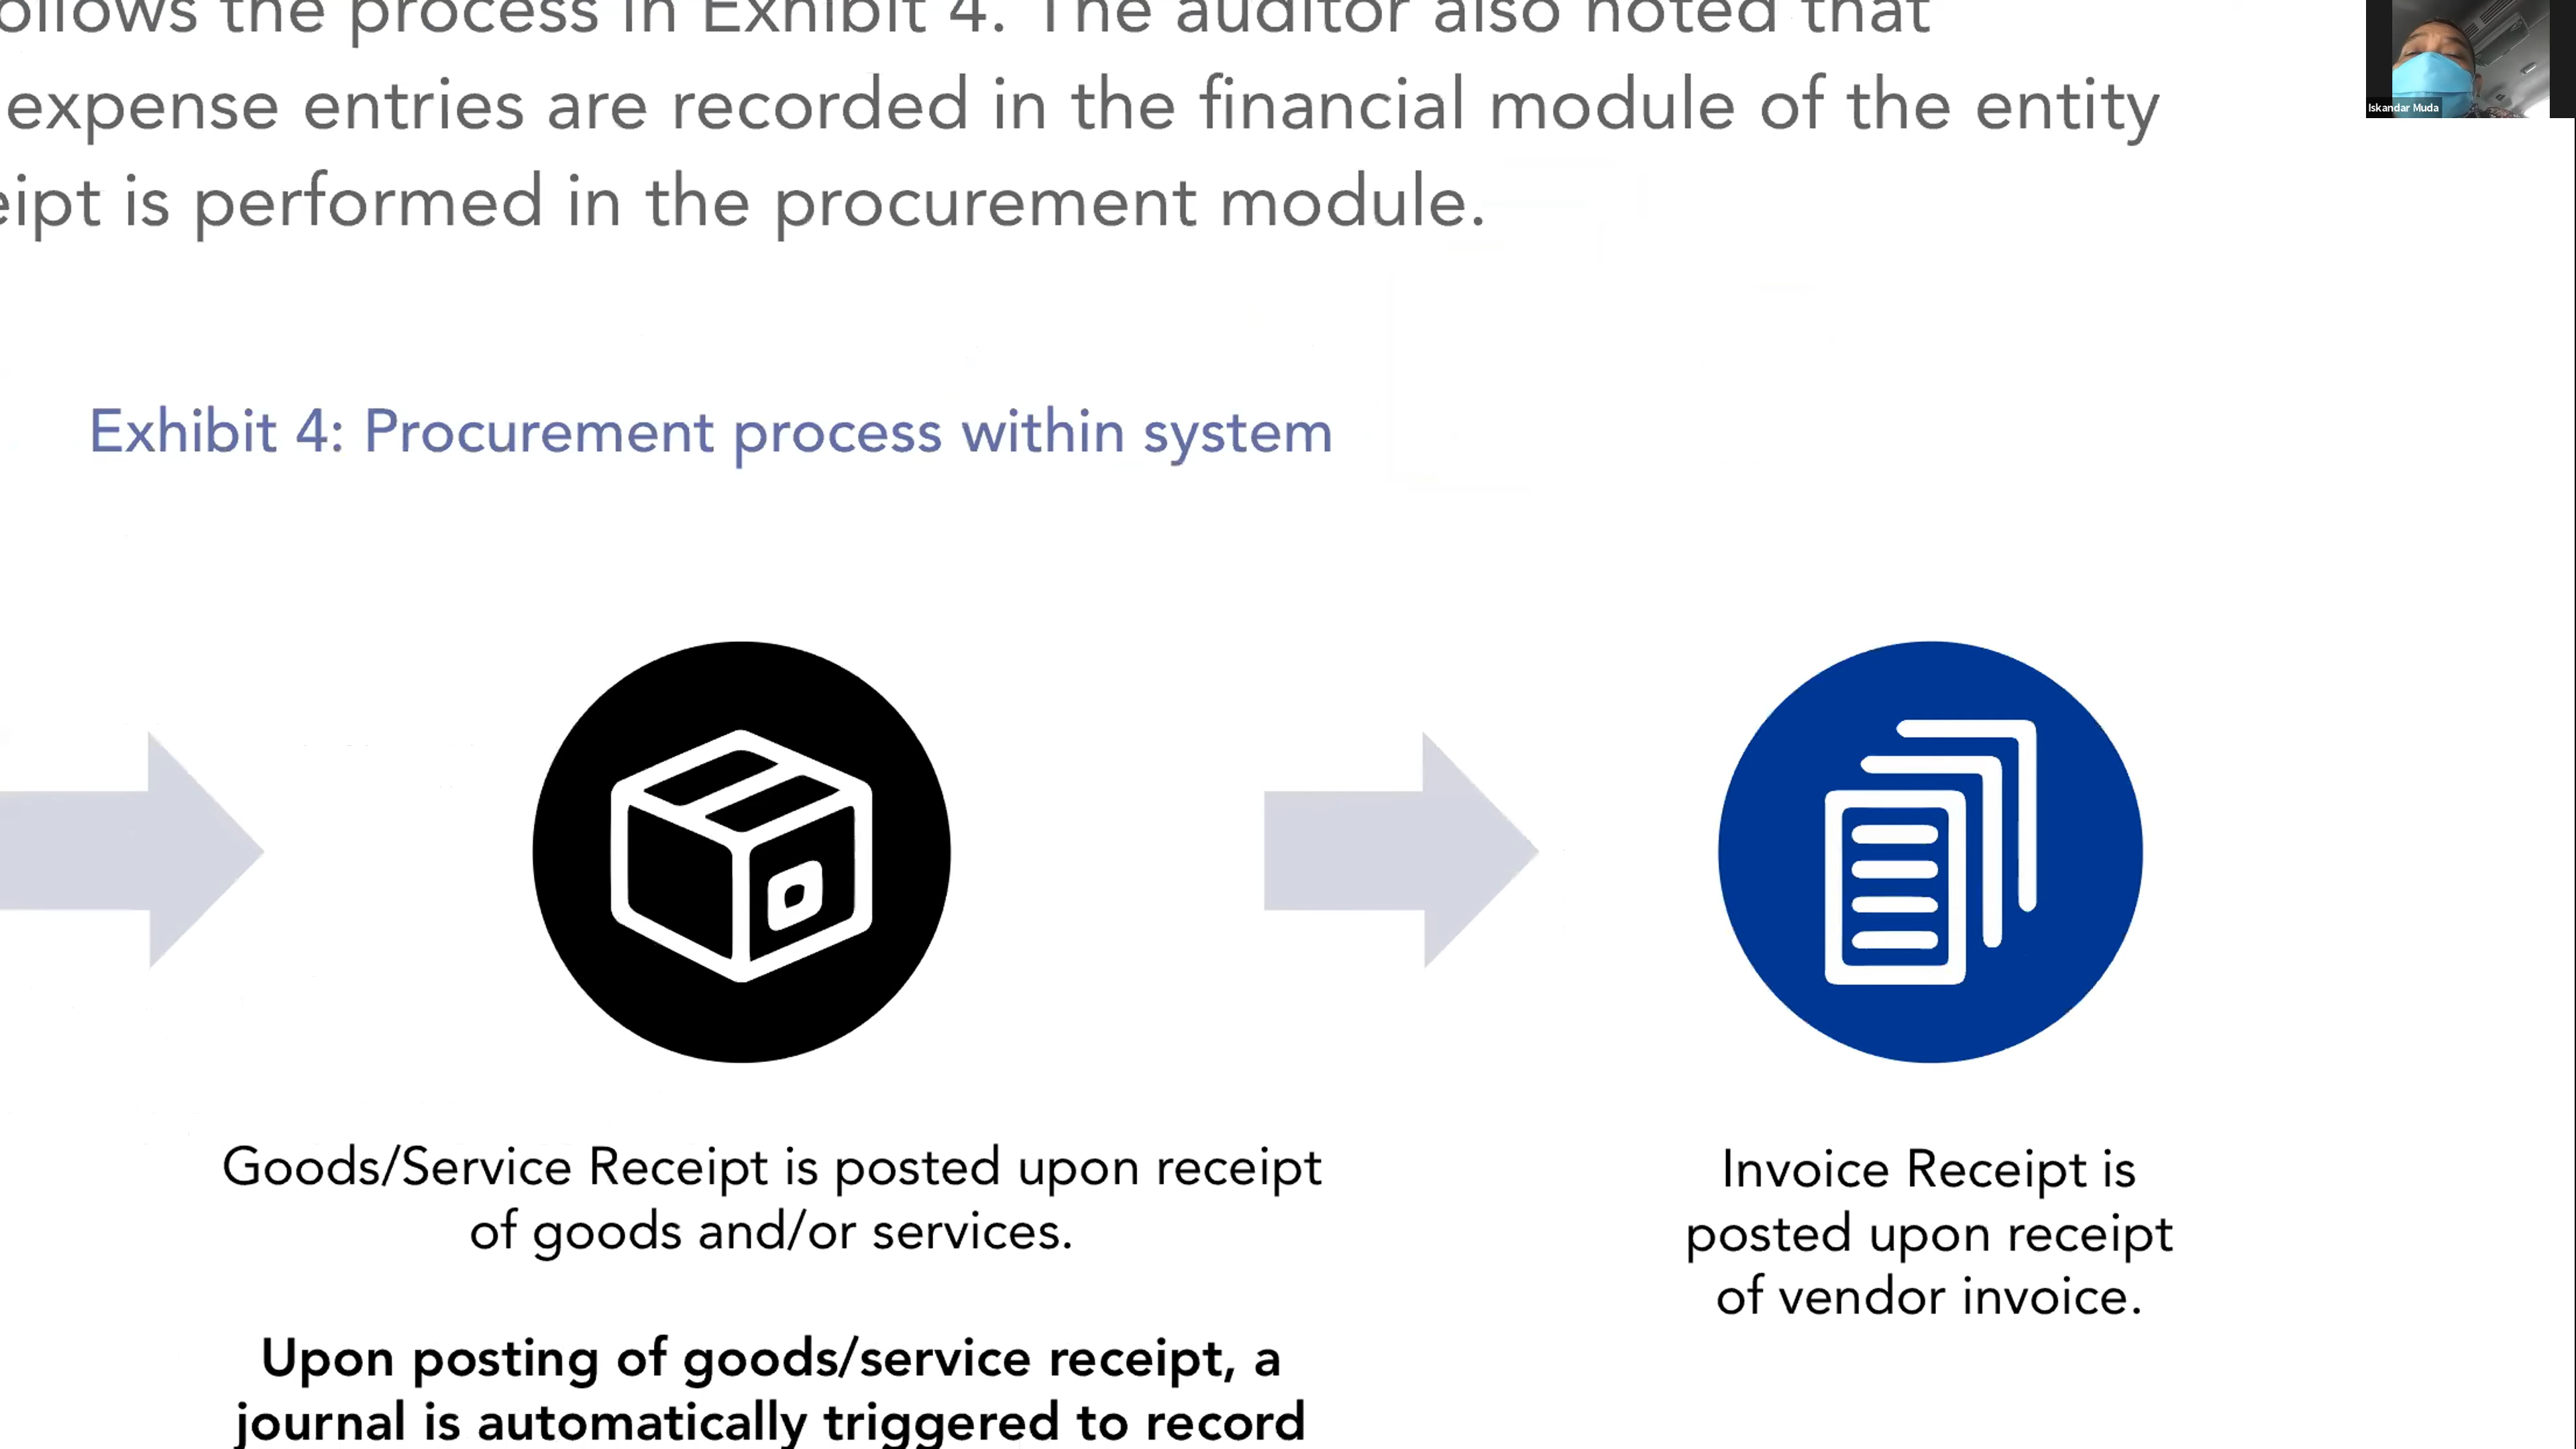 follows the process in Exhibit 4. The auditor also noted that
expense entries are recorded in the financial module of the entity
eipt is performed in the procurement module.
Iskandar Muda
Exhibit 4: Procurement process within system
Goods/Service Receipt is posted upon receipt
of goods and/or services.
Upon posting of goods/service receipt, a
journal is automatically triggered to record
Invoice Receipt is
posted upon receipt
of vendor invoice.